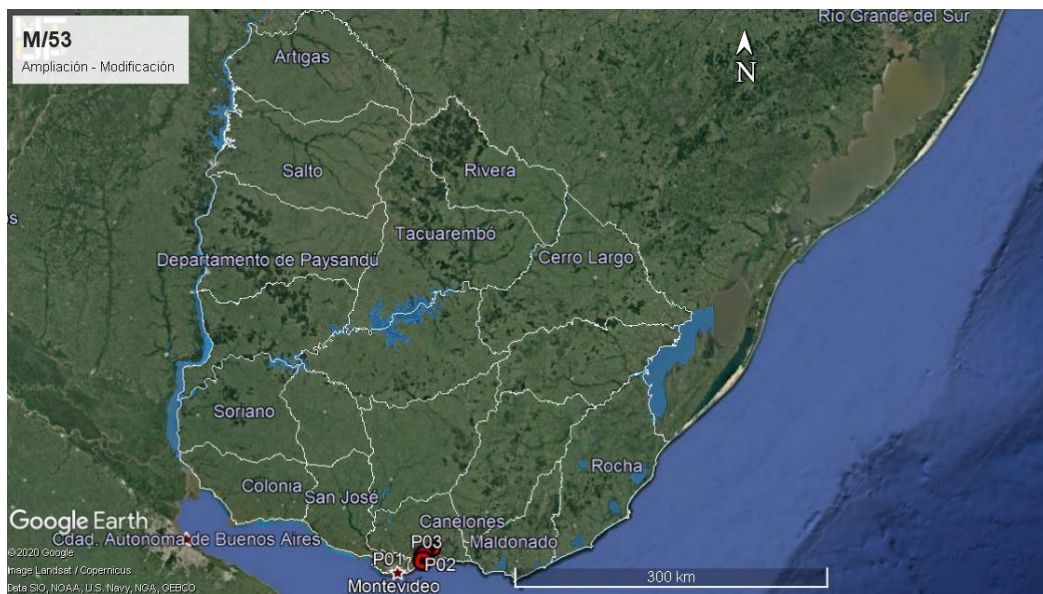 M/53
Ampliación - Modificación
Río Grande del Sur
N
Artigas
Salto
Rivera
Tacuarembó
Departamento de Paysandú
Cerro Largo
Soriano
Rocha
Colonia
San José
Canelones
Google Earth
Cdad. Autónoma de Buenos Aires
Maldonado
P03
P01
P02
Montevideo
300 km
©2020 Google
Image Landsat / Copernicus
Data SIO, NOAA, U.S. Navy, NGA, GEBCO